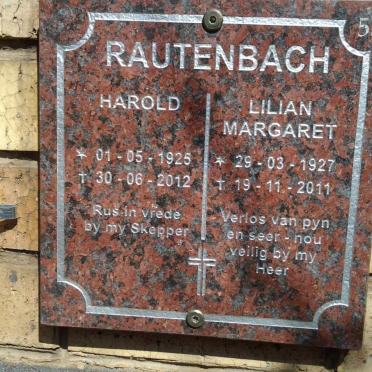 5
RAUTENBACH
HAROLD
* 01 - 05 - 1925
† 30 - 06 - 2012
Rus in vrede
by my Skepper
LILIAN
MARGARET
* 29 - 03 - 1927
† 19 - 11 - 2011
Verlos van pyn
en seer - nou
veilig by my
Heer